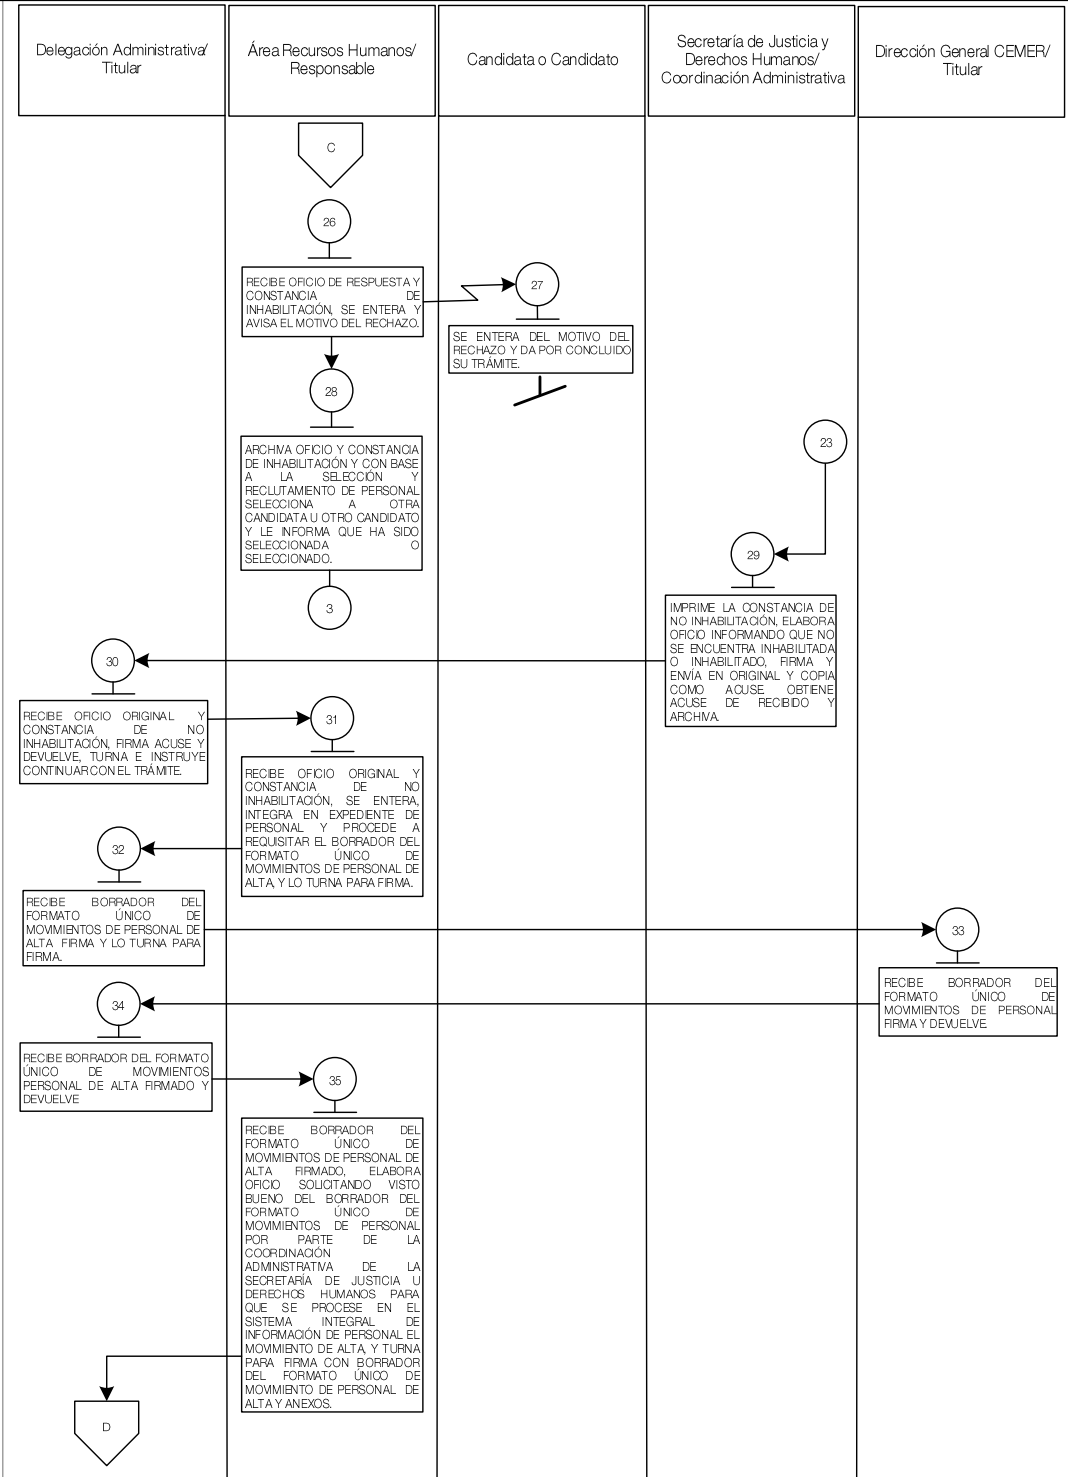 Delegación Administrativa/
Titular
Área Recursos Humanos/
Responsable
Candidata o Candidato
Secretaría de Justicia y
Derechos Humanos/
Coordinación Administrativa
Dirección General CEMER/
Titular
C
26
RECIBE OFICIO DE RESPUESTA Y
CONSTANCIA DE
INHABILITACIÓN, SE ENTERA Y
AVISA EL MOTIVO DEL RECHAZO.
27
SE ENTERA DEL MOTIVO DEL
RECHAZO Y DA POR CONCLUIDO
SU TRÁMITE.
28
ARCHIVA OFICIO Y CONSTANCIA
DE INHABILITACIÓN Y CON BASE
A LA SELECCIÓN Y
RECLUTAMIENTO DE PERSONAL
SELECCIONA A OTRA
CANDIDATA U OTRO CANDIDATO
Y LE INFORMA QUE HA SIDO
SELECCIONADA O
SELECCIONADO.
3
23
29
IMPRIME LA CONSTANCIA DE
NO INHABILITACIÓN, ELABORA
OFICIO INFORMANDO QUE NO
SE ENCUENTRA INHABILITADA
O INHABILITADO, FIRMA Y
ENVÍA EN ORIGINAL Y COPIA
COMO ACUSE OBTIENE
ACUSE DE RECIBIDO Y
ARCHIVA.
30
RECIBE OFICIO ORIGINAL Y
CONSTANCIA DE NO
INHABILITACIÓN, FIRMA ACUSE Y
DEVUELVE, TURNA E INSTRUYE
CONTINUAR CON EL TRÁMITE.
31
RECIBE OFICIO ORIGINAL Y
CONSTANCIA DE NO
INHABILITACIÓN, SE ENTERA,
INTEGRA EN EXPEDIENTE DE
PERSONAL Y PROCEDE A
REQUISITAR EL BORRADOR DEL
FORMATO ÚNICO DE
MOVIMIENTOS DE PERSONAL DE
ALTA, Y LO TURNA PARA FIRMA.
32
RECIBE BORRADOR DEL
FORMATO ÚNICO DE
MOVIMIENTOS DE PERSONAL DE
ALTA FIRMA Y LO TURNA PARA
FIRMA.
33
RECIBE BORRADOR DEL
FORMATO ÚNICO DE
MOVIMIENTOS DE PERSONAL
FIRMA Y DEVUELVE.
34
RECIBE BORRADOR DEL FORMATO
ÚNICO DE MOVIMIENTOS
PERSONAL DE ALTA FIRMADO Y
DEVUELVE
35
RECIBE BORRADOR DEL
FORMATO ÚNICO DE
MOVIMIENTOS DE PERSONAL DE
ALTA FIRMADO, ELABORA
OFICIO SOLICITANDO VISTO
BUENO DEL BORRADOR DEL
FORMATO ÚNICO DE
MOVIMIENTOS DE PERSONAL
POR PARTE DE LA
COORDINACIÓN
ADMINISTRATIVA DE LA
SECRETARÍA DE JUSTICIA U
DERECHOS HUMANOS PARA
QUE SE PROCESE EN EL
SISTEMA INTEGRAL DE
INFORMACIÓN DE PERSONAL EL
MOVIMIENTO DE ALTA, Y TURNA
PARA FIRMA CON BORRADOR
DEL FORMATO ÚNICO DE
MOVIMIENTO DE PERSONAL DE
ALTA Y ANEXOS.
D